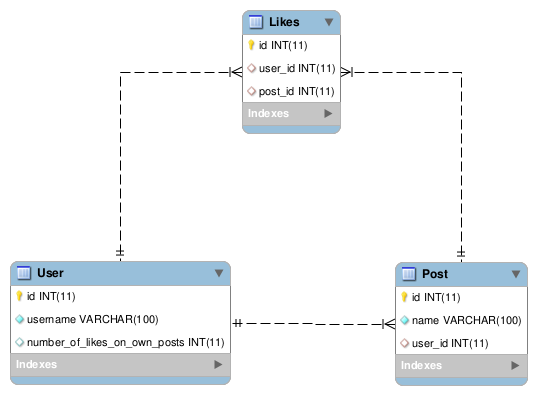 Likes
id INT(11)
user_id INT(11)
post_id INT(11)
Indexes
User
id INT(11)
username VARCHAR(100)
number_of_likes_on_own_posts INT(11)
Indexes
Post
id INT(11)
name VARCHAR(100)
user_id INT(11)
Indexes